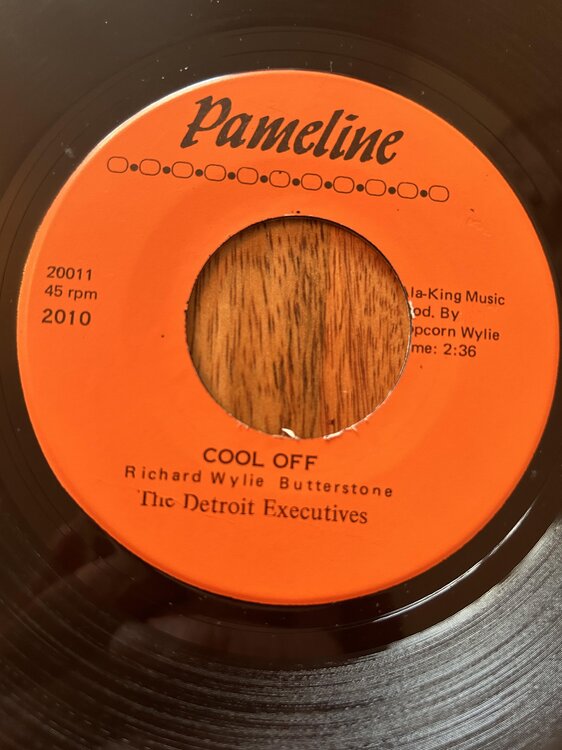 Pameline
20011
45 rpm
2010
la-King Music
od. By
pcorn Wylie
me: 2:36
COOL OFF
Richard Wylie Butterstone
The Detroit Executives